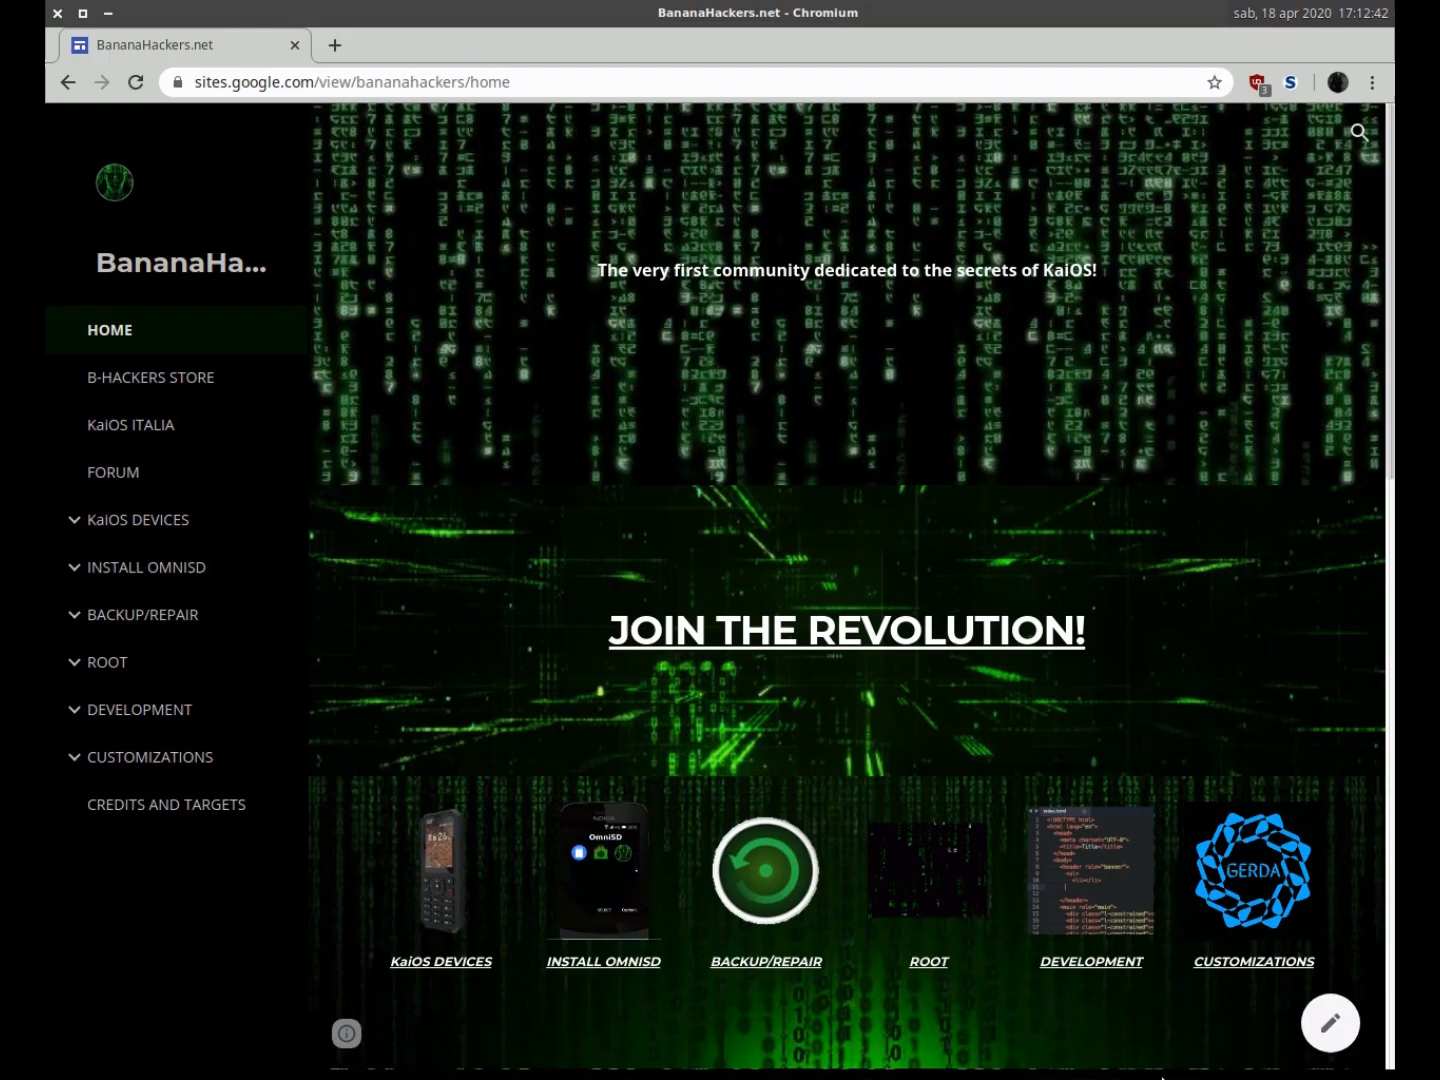 BananaHackers.net - Chromium
sab, 18 apr 2020 17:12:42
BananaHackers.net
sites.google.com/view/bananahackers/home
3
BananaHa...
HOME
B-HACKERS STORE
KaIOS ITALIA
FORUM
KaIOS DEVICES
INSTALL OMNISD
BACKUP/REPAIR
ROOT
DEVELOPMENT
CUSTOMIZATIONS
CREDITS AND TARGETS
The very first community dedicated to the secrets of KaiOS!
JOIN THE REVOLUTION!
NOKIA
OmniSD
SELECT
GERDA
KaiOS DEVICES
INSTALL OMNISD
BACKUP/REPAIR
ROOT
DEVELOPMENT
CUSTOMIZATIONS